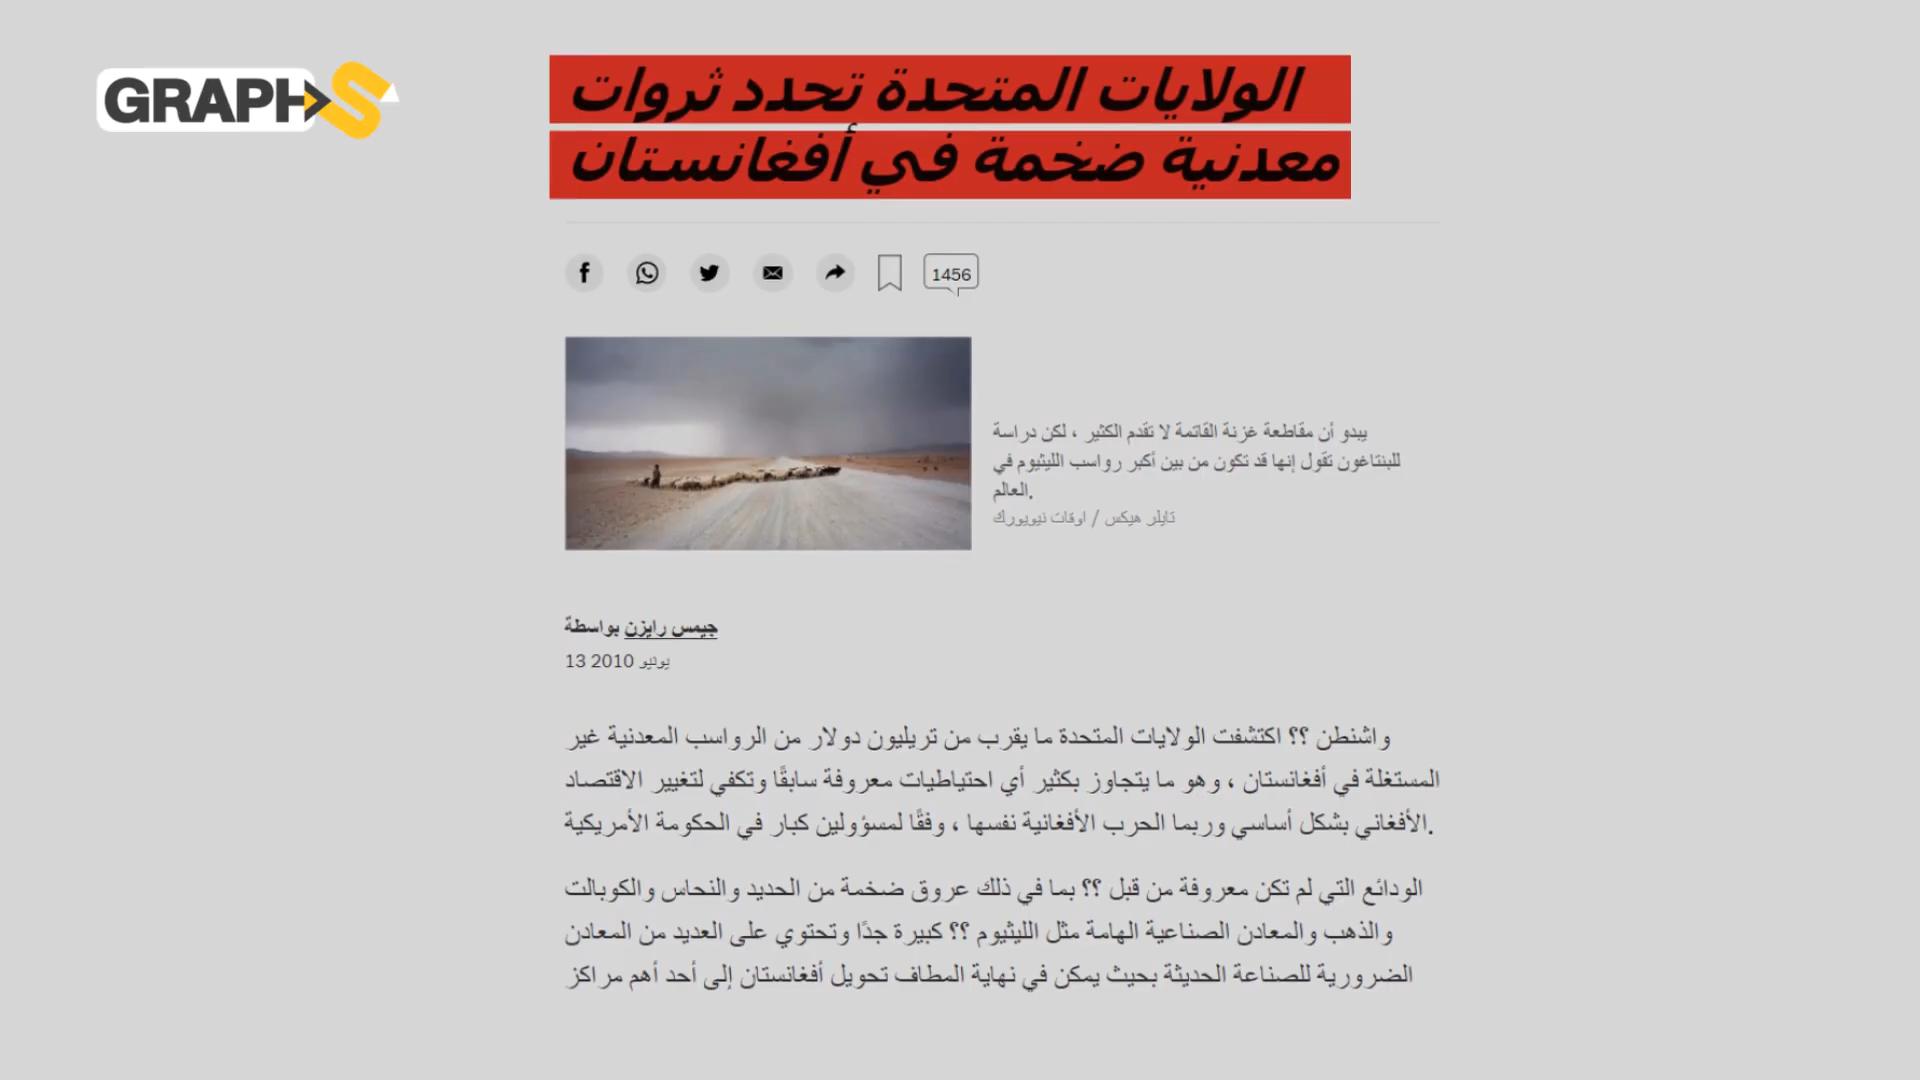 GRAPHS
الولايات المتحدة تحدد ثروات
معدنية ضخمة في أفغانستان
1456
يبدو أن مقاطعة غزنة القاتمة لا تقدم الكثير ، لكن دراسة
للبنتاغون تقول إنها قد تكون من بين أكبر رواسب الليثيوم في
العالم.
تايلر هيكس / اوقات نيويورك
جيمس رايزن بواسطة
13 يونيو 2010
واشنطن ؟؟ اكتشفت الولايات المتحدة ما يقرب من تريليون دولار من الرواسب المعدنية غير
المستغلة في أفغانستان ، وهو ما يتجاوز بكثير أي احتياطيات معروفة سابقًا وتكفي لتغيير الاقتصاد
الأفغاني بشكل أساسي وربما الحرب الأفغانية نفسها ، وفقًا لمسؤولين كبار في الحكومة الأمريكية.
الودائع التي لم تكن معروفة من قبل ؟؟ بما في ذلك عروق ضخمة من الحديد والنحاس والكوبالت
والذهب والمعادن الصناعية الهامة مثل الليثيوم ؟؟ كبيرة جدًا وتحتوي على العديد من المعادن
الضرورية للصناعة الحديثة بحيث يمكن في نهاية المطاف تحويل أفغانستان إلى أحد أهم مراكز